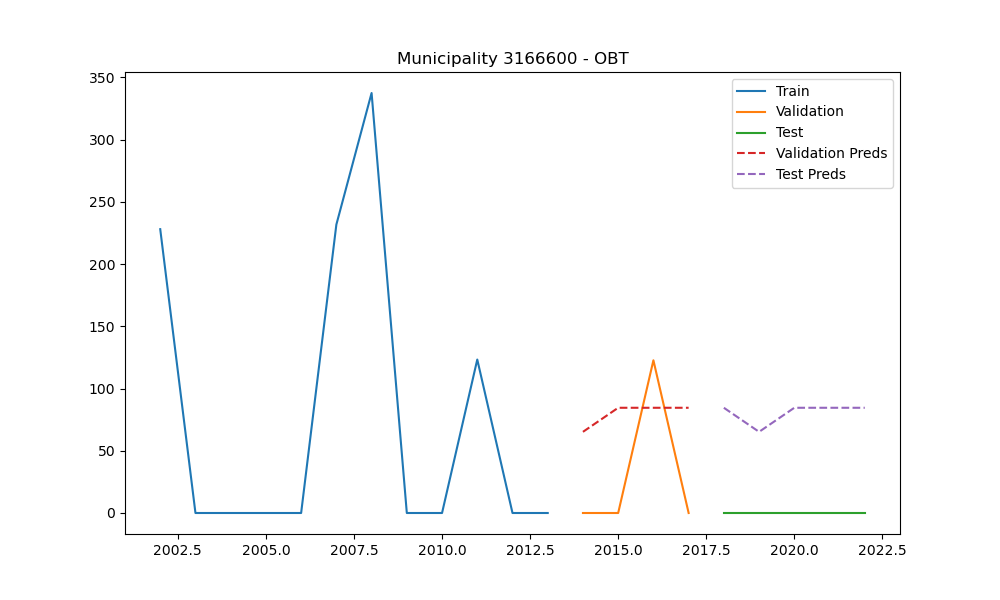 Municipality 3166600 - OBT
350
300
250
200
150
100
50
0
2002.5 2005.0 2007.5 2010.0 2012.5 2015.0 2017.5 2020.0 2022.5
Train
Validation
Test
Validation Preds
Test Preds